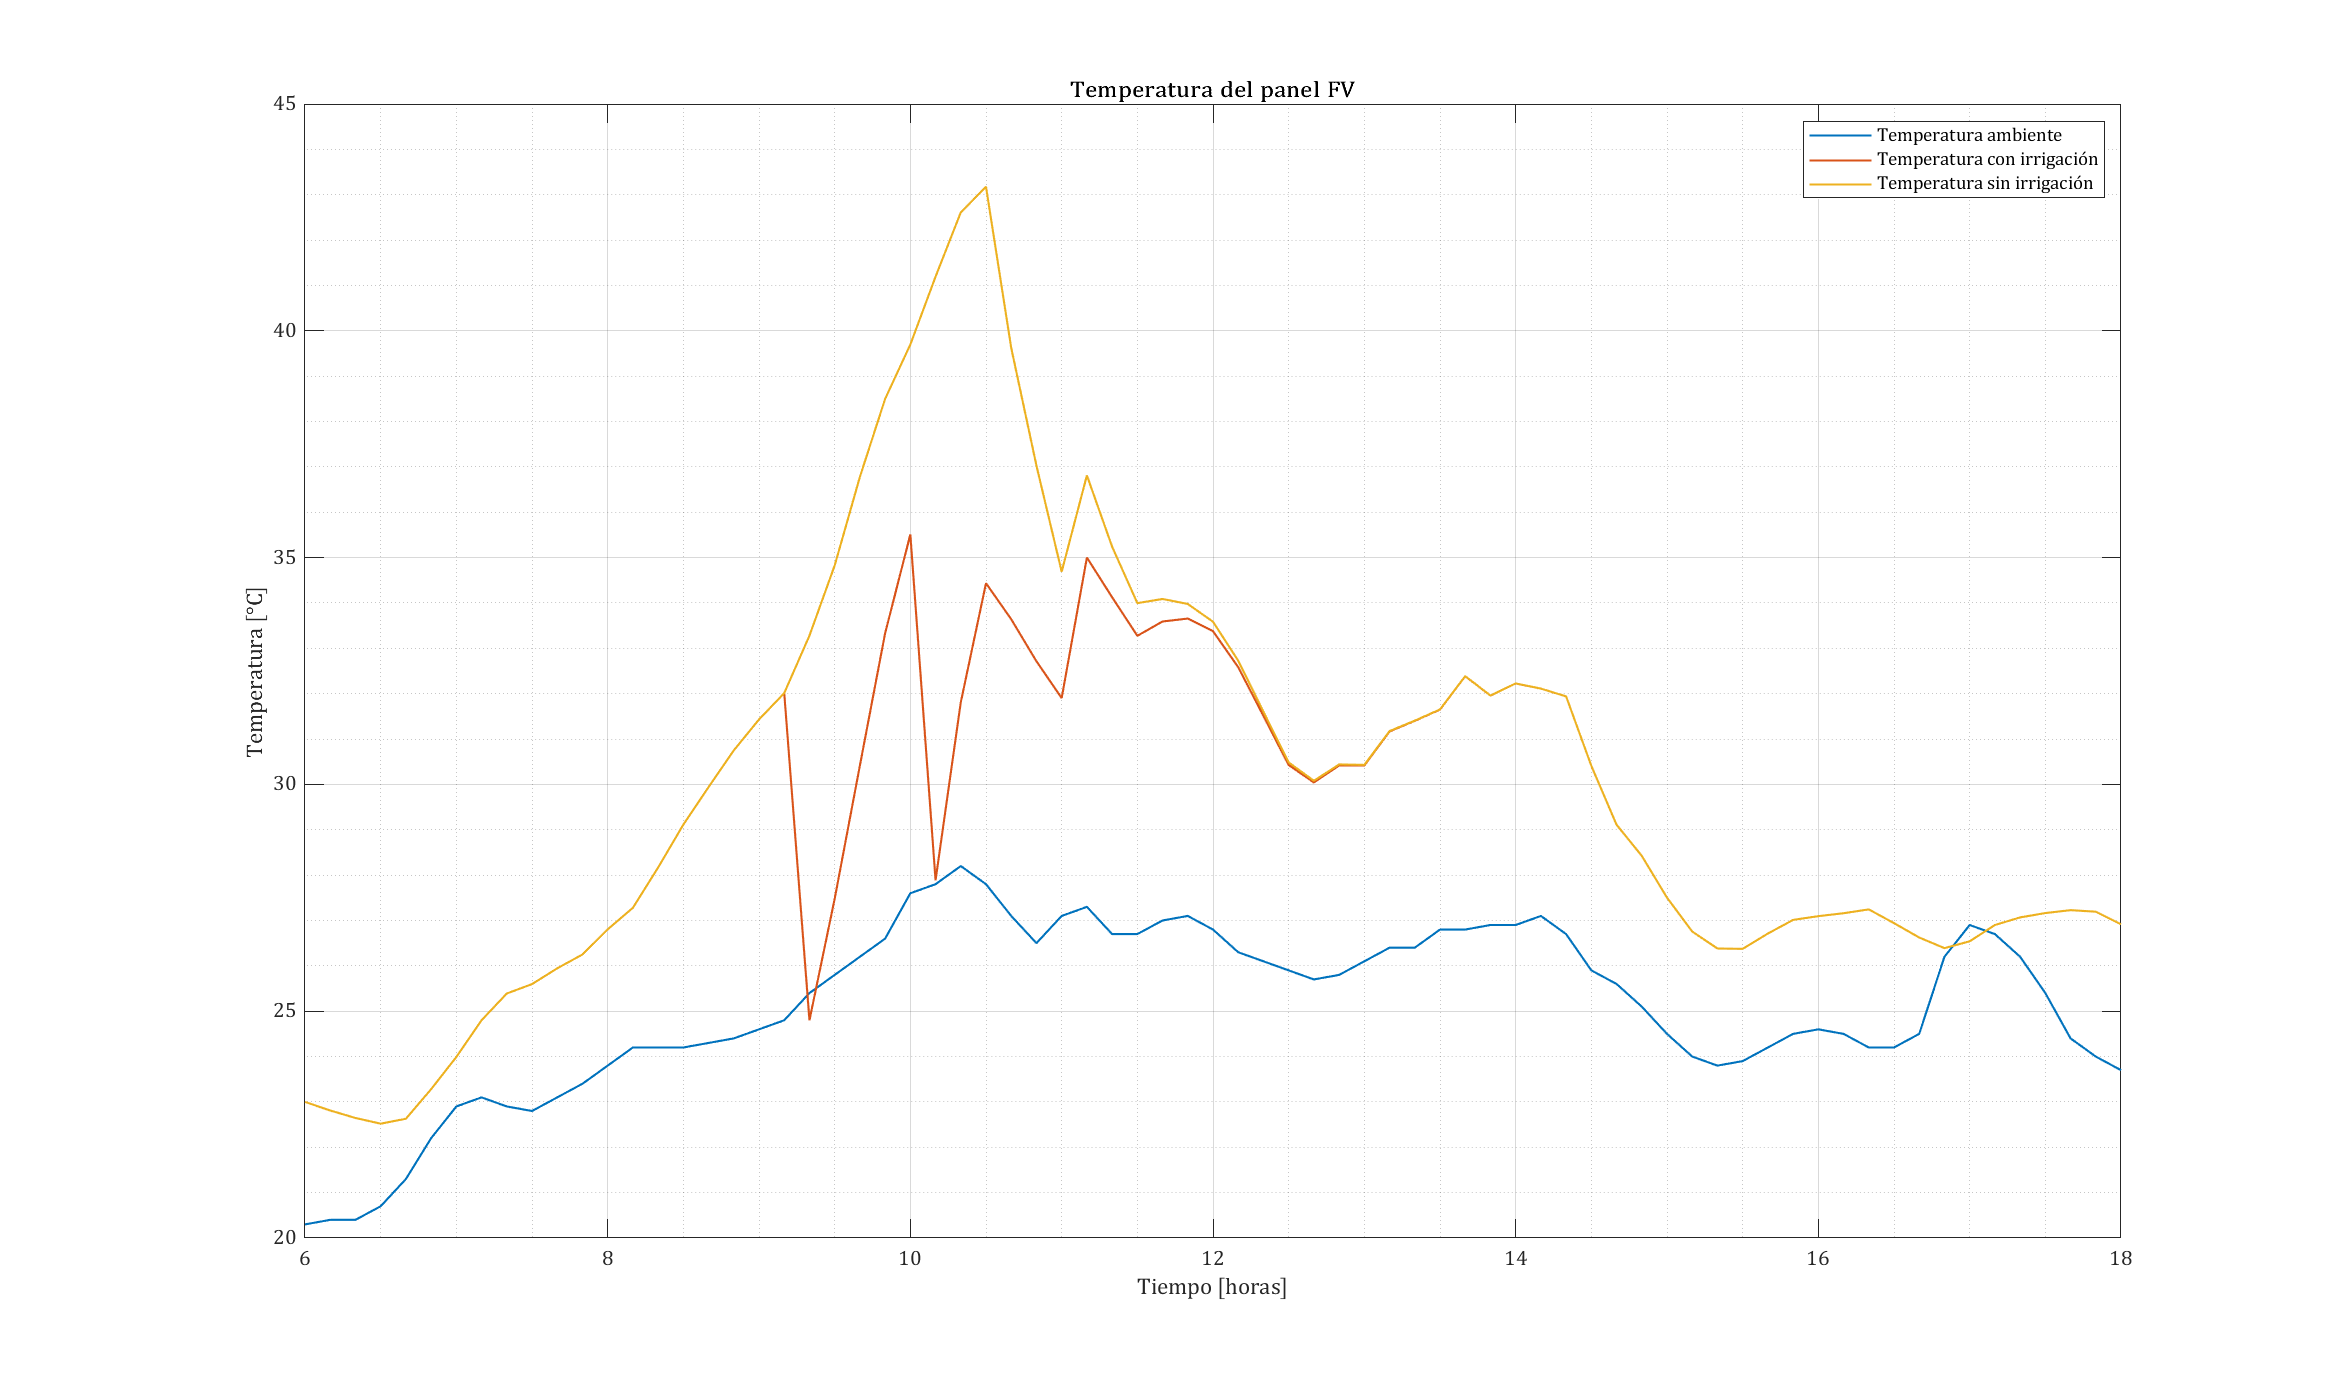 Temperatura del panel FV
Temperatura ambiente
Temperatura con irrigación
Temperatura sin irrigación
Temperatura [°C]
45
40
35
30
25
20
6 8 10 12 14 16 18
Tiempo [horas]